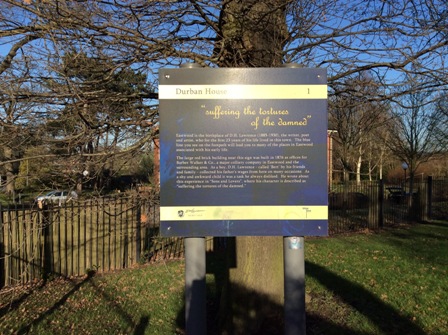 Durban House 1
"suffering the tortures
of the damned"
Eastwood is the birthplace of D.H. Lawrence (1885-1930), the writer, poet
and artist, who for the first 23 years of his life lived in this town. The blue
line you see on the footpath will lead you to many of the places in Eastwood
associated with his early life.
The large red brick building near this sign was built in 1876 as offices for
Barber Walker & Co., a major colliery company in Eastwood and the
surrounding area. As a boy, D.H. Lawrence - called 'Bert' by his friends
and family - collected his father's wages from here on many occasions. As
a shy and awkward child it was a task he always disliked. He wrote about
this experience in "Sons and Lovers", where his character is described as
"suffering the tortures of the damned."